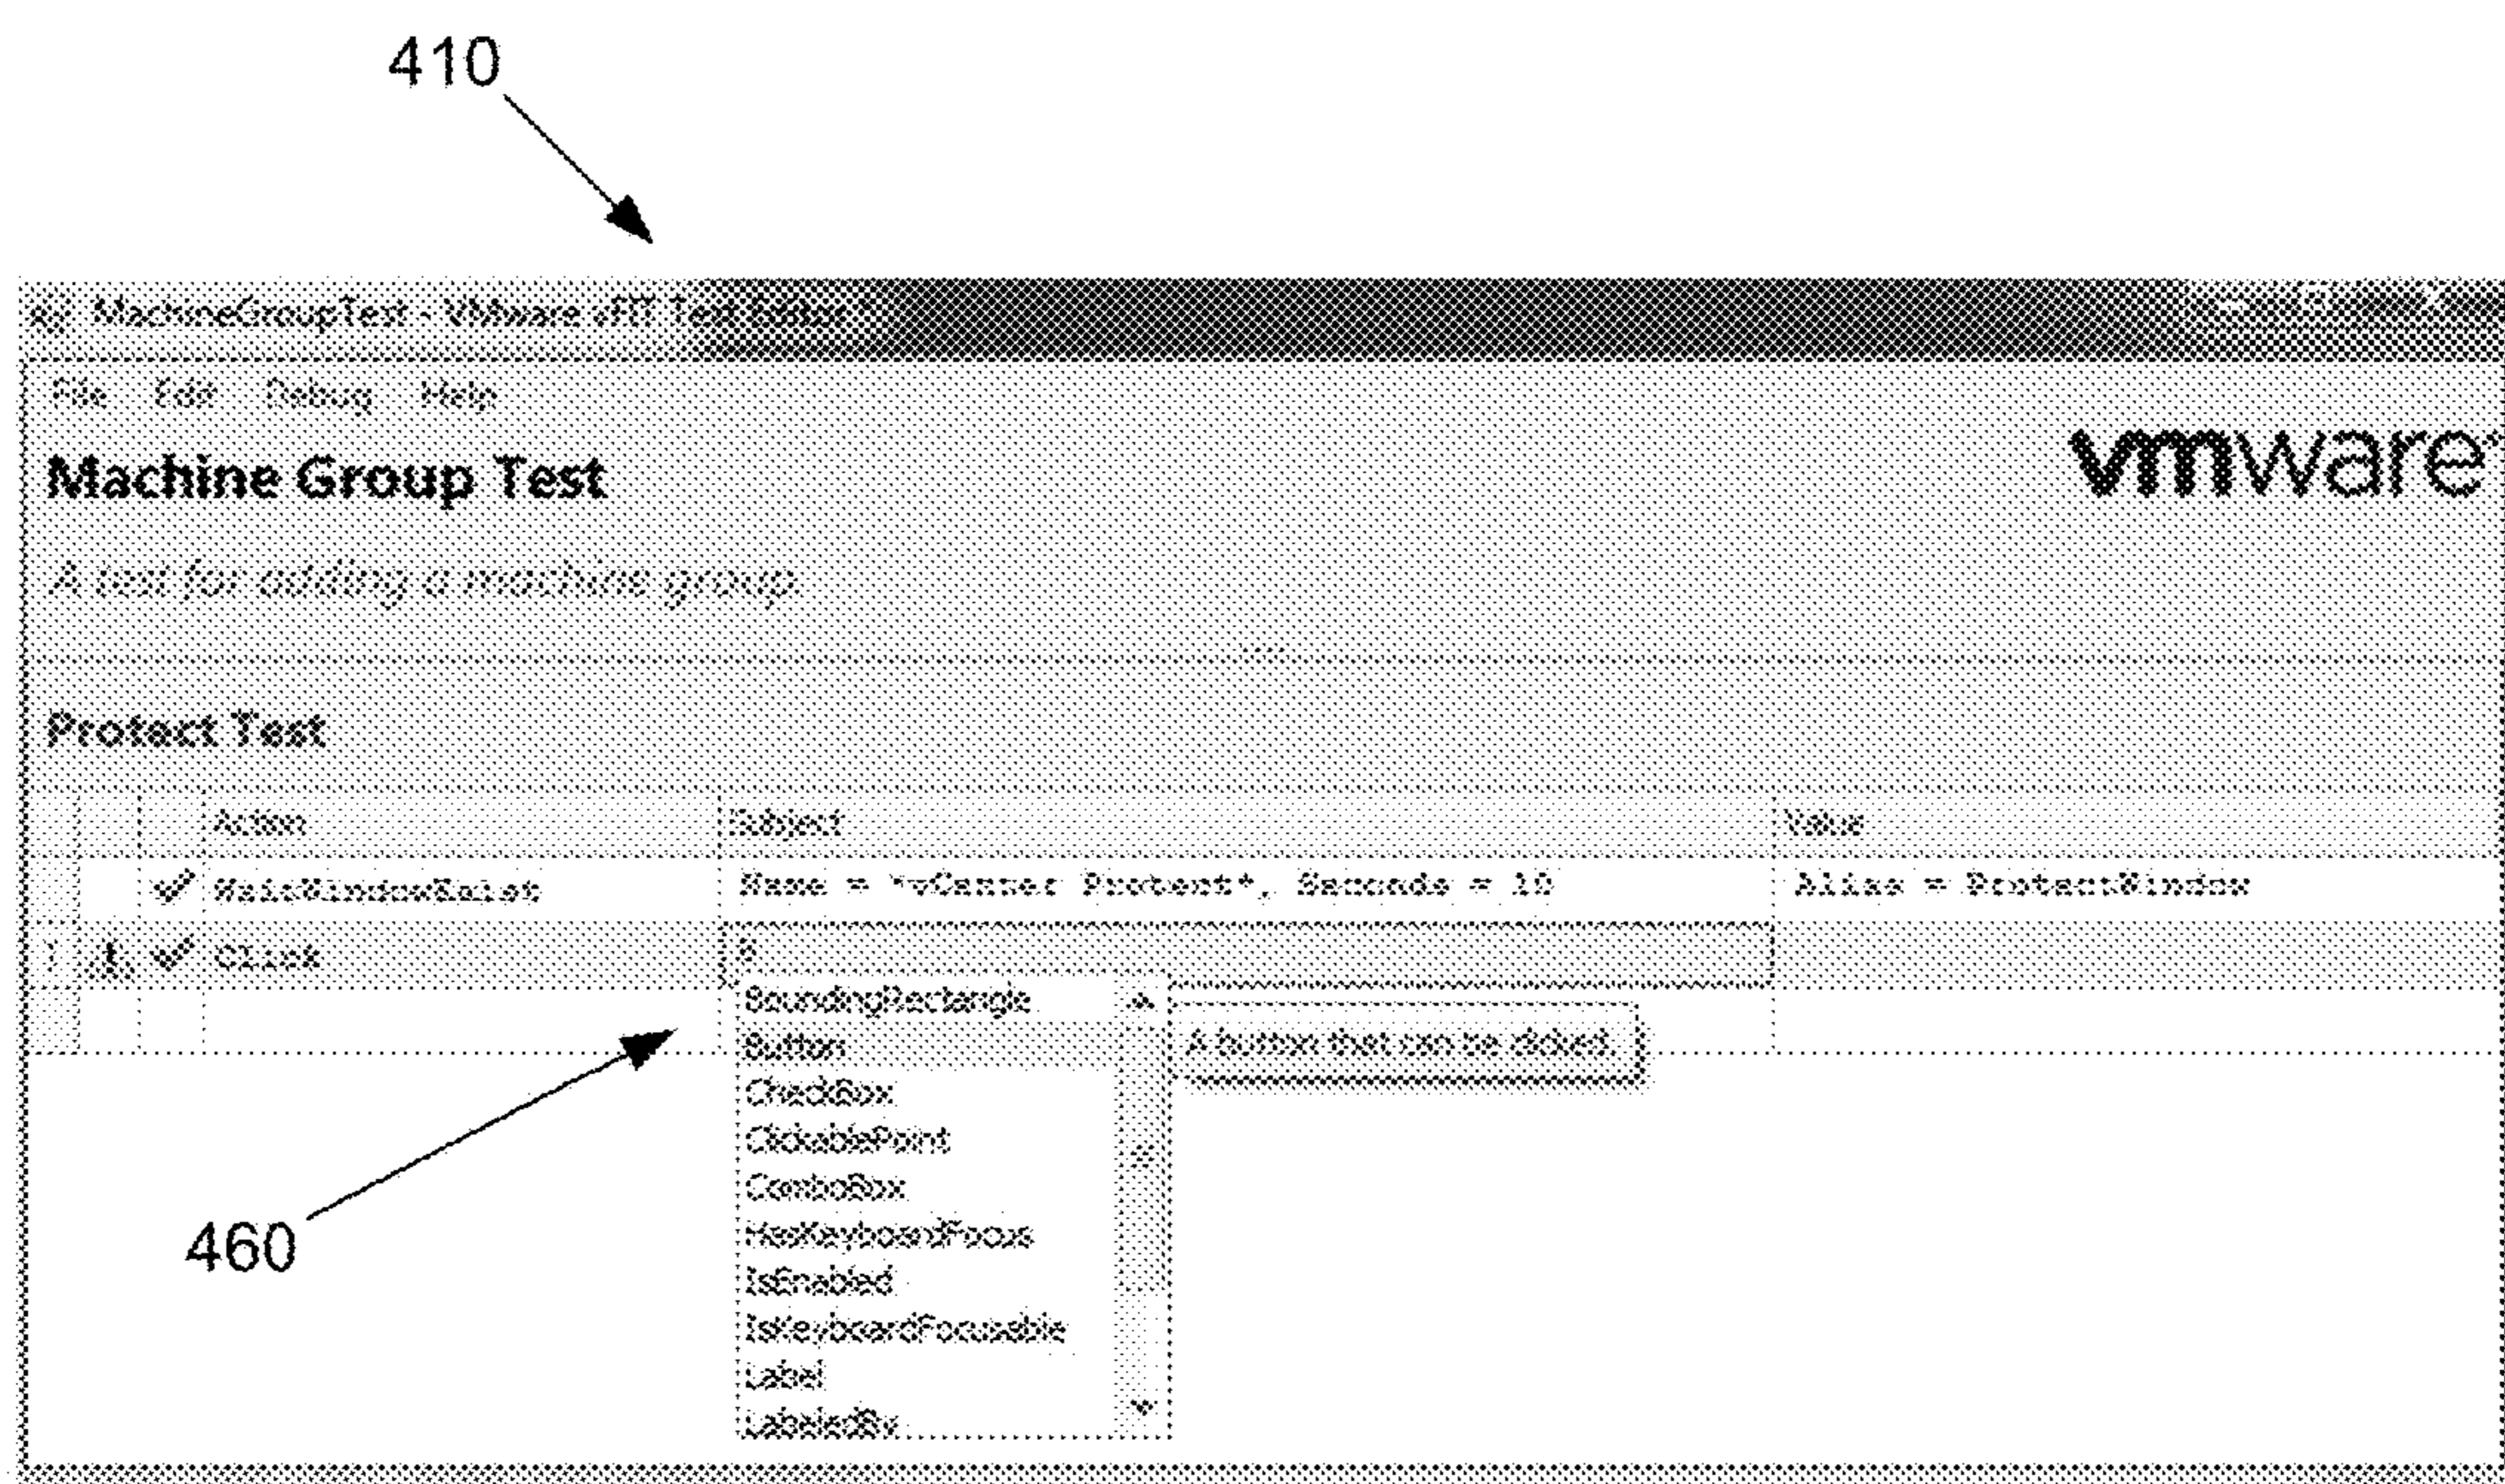 410
MachineGroupTest - VMware vFIT Test Editor
File Edit Debug Help
Machine Group Test
vmware
A test for adding a machine group.
....
Protect Test
Action Subject Value
WaitWindowExist Name = "vCenter Protect", Seconds = 10 Alias = ProtectWindow
Click
BoundingRectangle
Button A button that can be clicked.
CheckBox
ClickablePoint
ComboBox
460
HasKeyboardFocus
IsEnabled
IsKeyboardFocusable
Label
LabeledBy